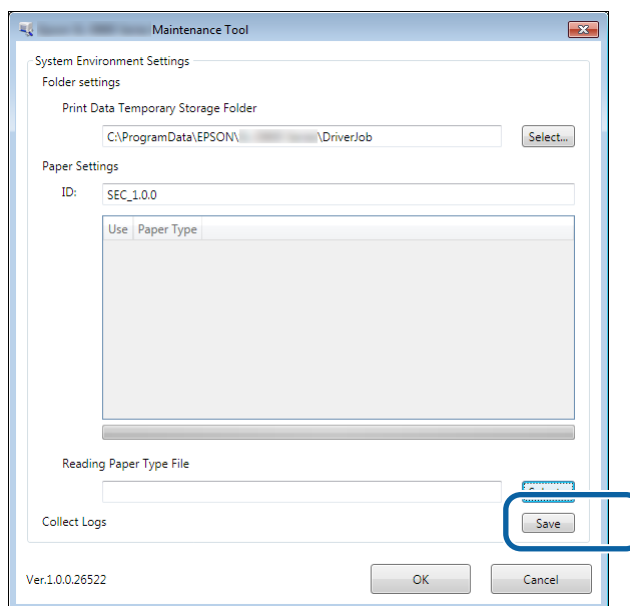 Maintenance Tool
System Environment Settings
Folder settings
Print Data Temporary Storage Folder
C:\ProgramData\EPSON\ \DriverJob
Select...
Paper Settings
ID:
SEC_1.0.0
Use Paper Type
Reading Paper Type File
Collect Logs
Save
Ver.1.0.0.26522
OK
Cancel